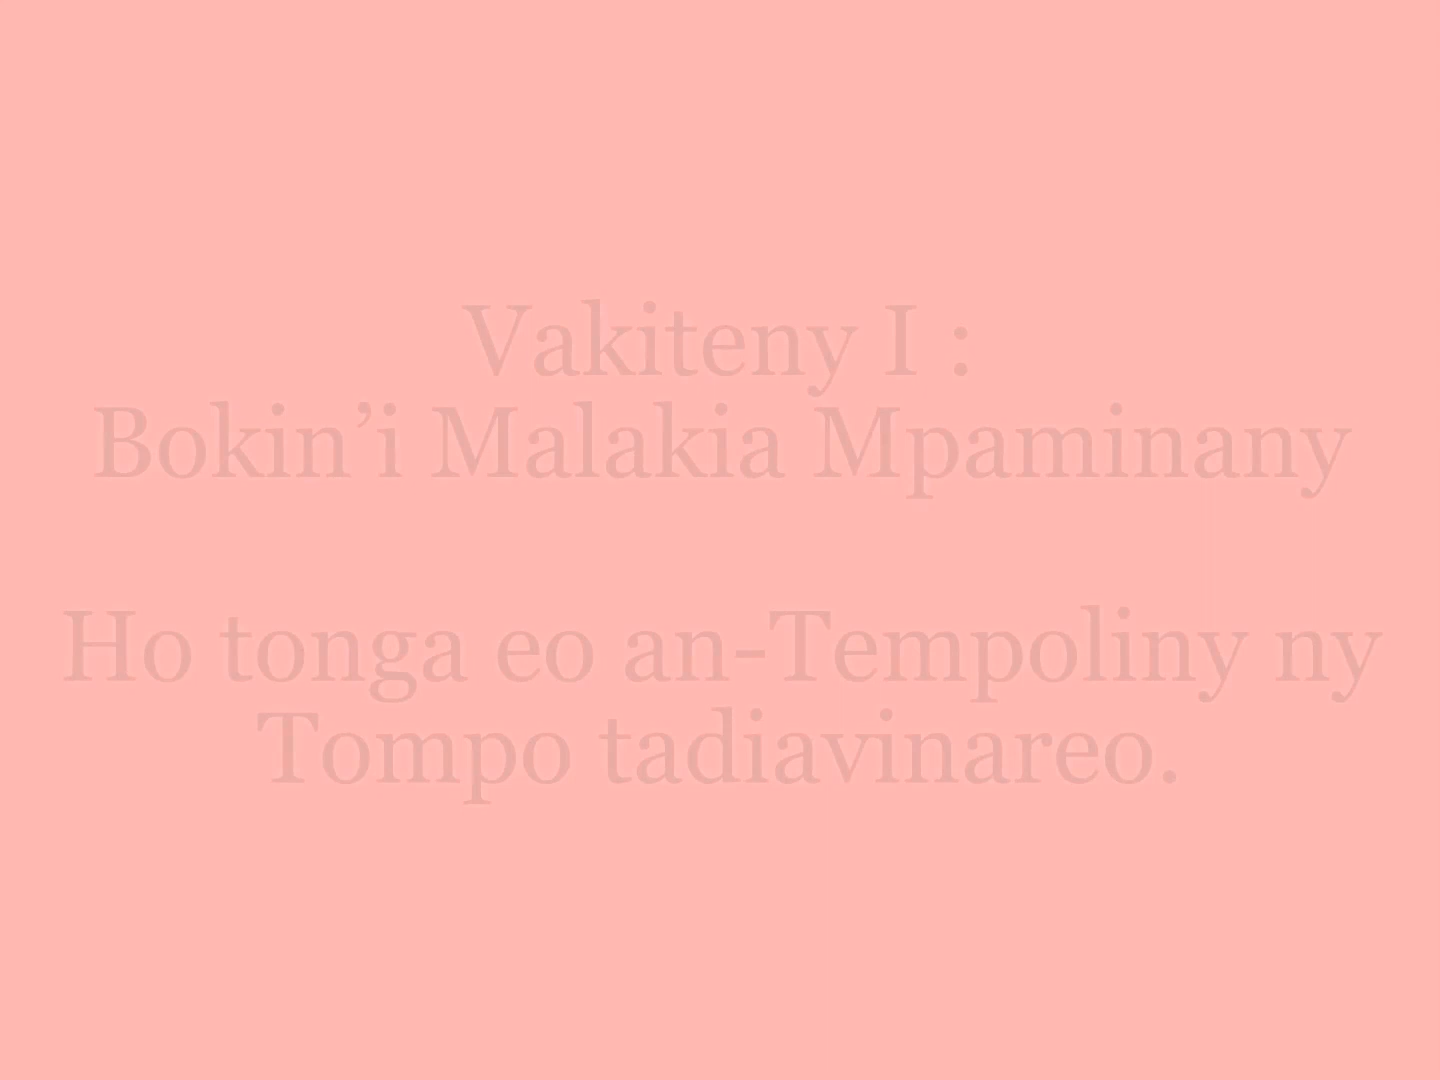 Vakiteny I :
Bokin’i Malakia Mpaminany
Ho tonga eo an-Tempoliny ny
Tompo tadiavinareo.